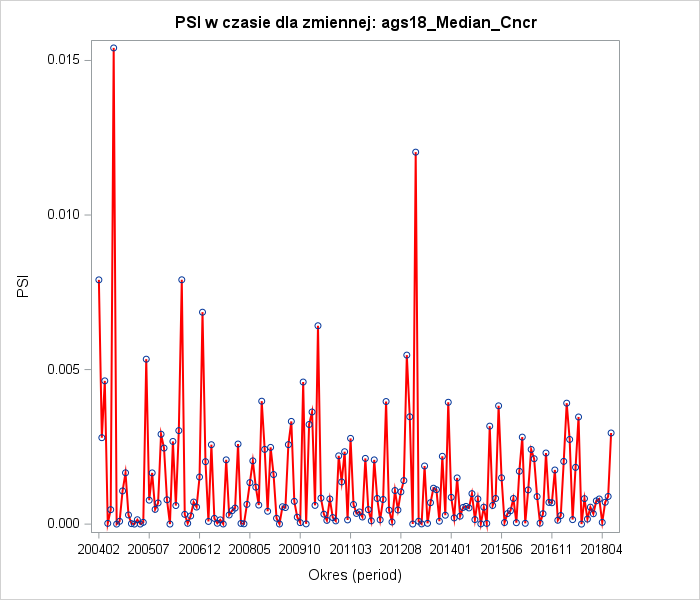 PSI w czasie dla zmiennej: ags18_Median_Cncr
0.015
0.010
0.005
0.000
PSI
200402 200507 200612 200805 200910 201103 201208 201401 201506 201611 201804
Okres (period)